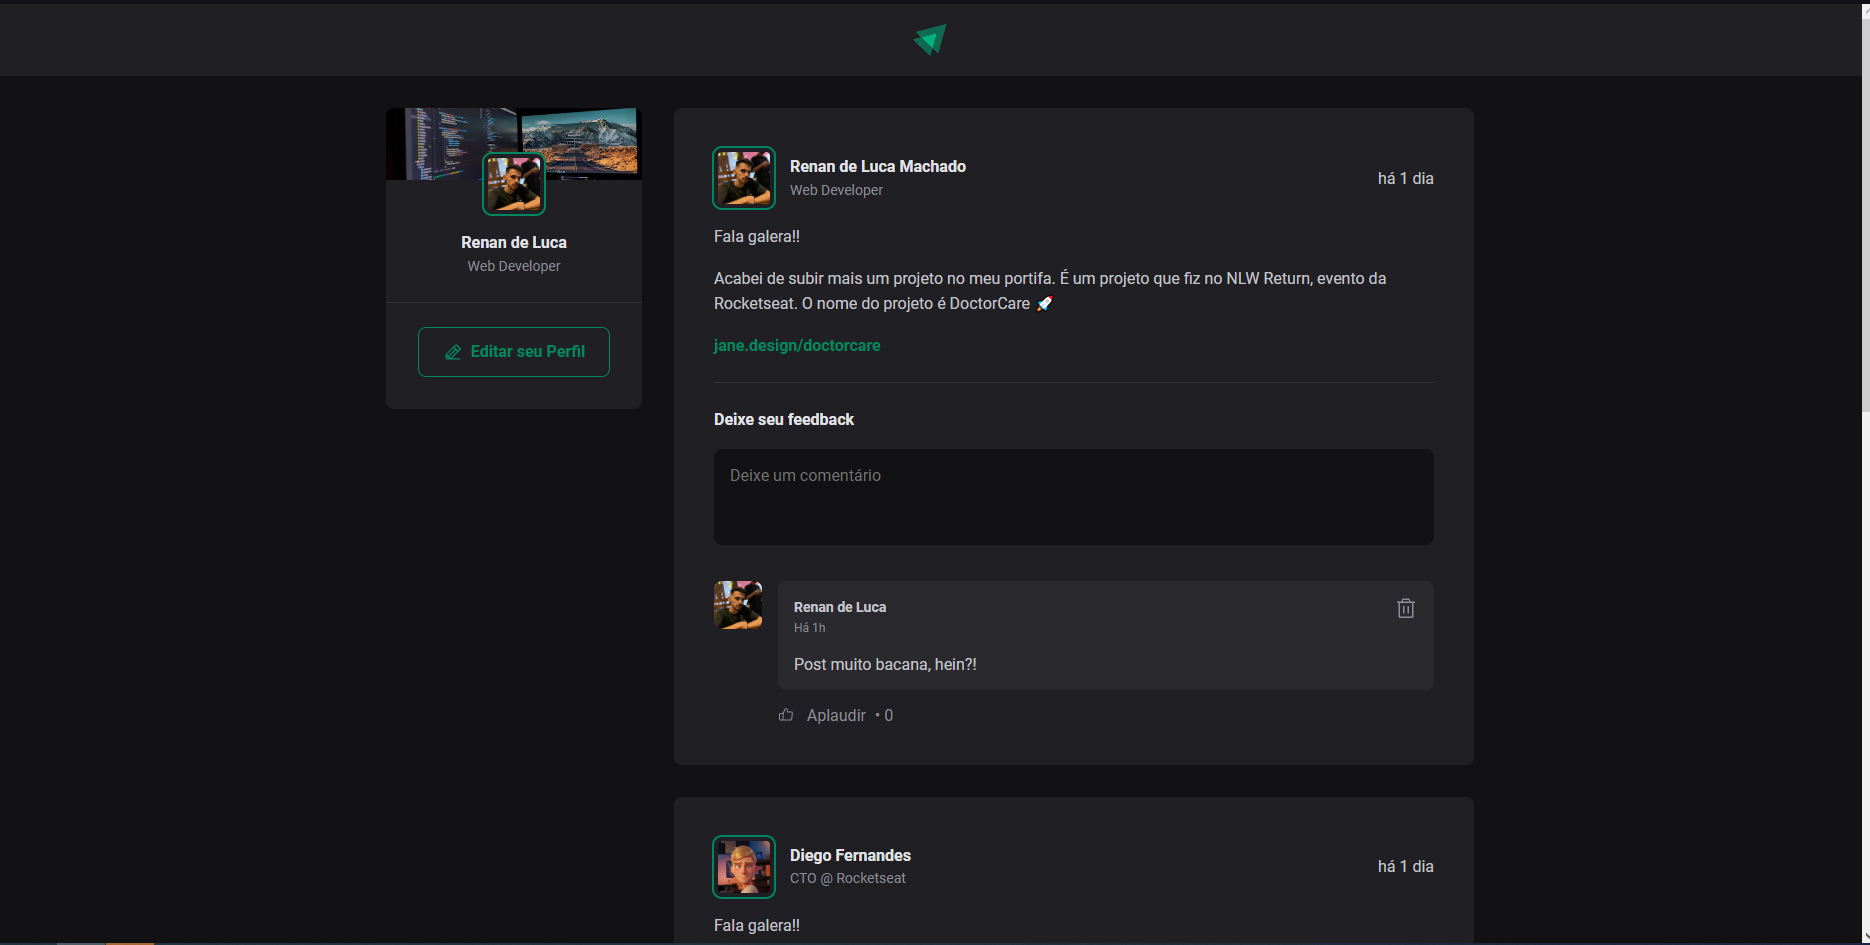 Renan de Luca
Web Developer
Editar seu Perfil
Renan de Luca Machado
Web Developer
há 1 dia
Fala galera!!
Acabei de subir mais um projeto no meu portifa. É um projeto que fiz no NLW Return, evento da
Rocketseat. O nome do projeto é DoctorCare 🚀
jane.design/doctorcare
Deixe seu feedback
Deixe um comentário
Renan de Luca
Há 1h
Post muito bacana, hein?!
Aplaudir • 0
Diego Fernandes
CTO @ Rocketseat
há 1 dia
Fala galera!!